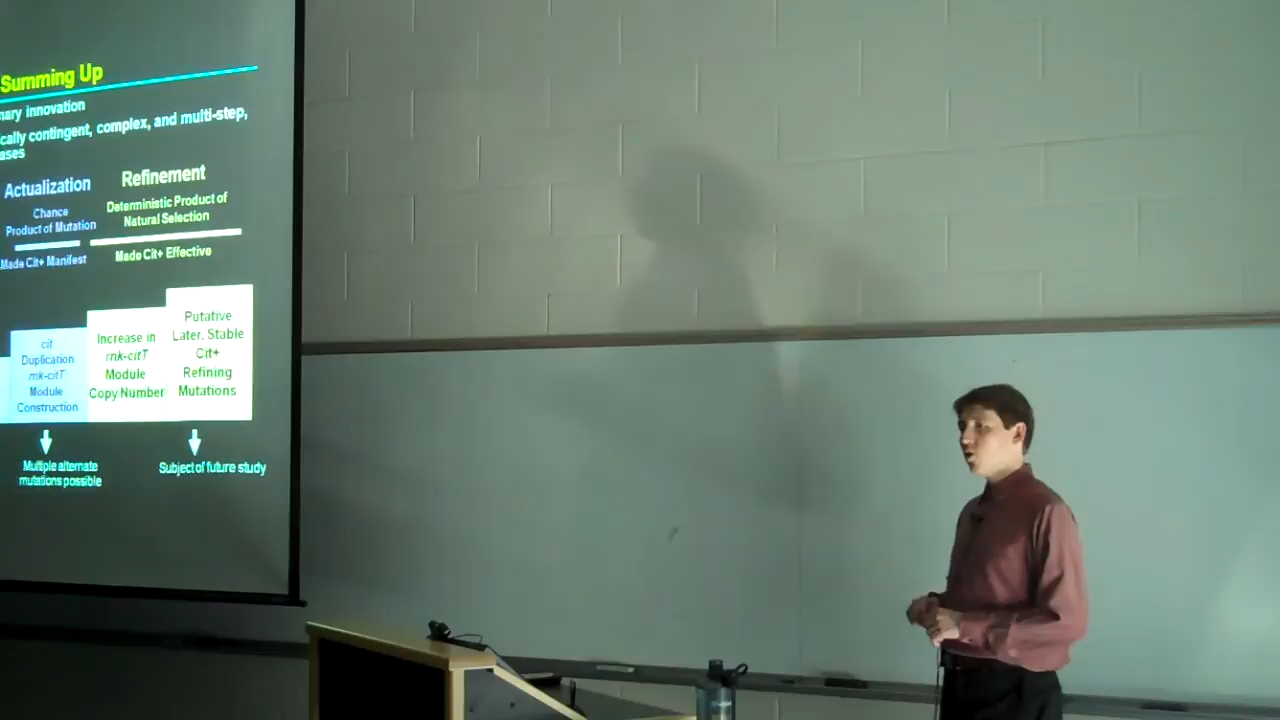 Summing Up
nary innovation
cally contingent, complex, and multi-step,
ases
Actualization
Chance
Product of Mutation
Made Cit+ Manifest
Refinement
Deterministic Product of
Natural Selection
Made Cit+ Effective
cit
Duplication
rnk-citT
Module
Construction
Increase in
rnk-citT
Module
Copy Number
Putative
Later, Stable
Cit+
Refining
Mutations
Multiple alternate
mutations possible
Subject of future study